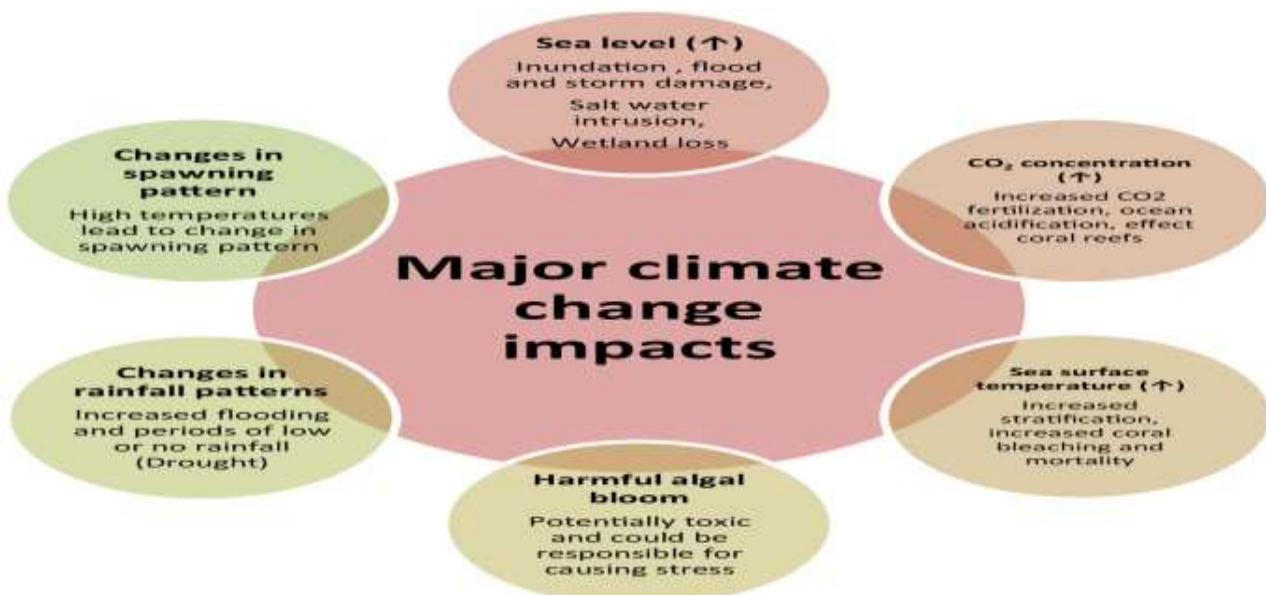 Sea level (↑)
Inundation , flood
and storm damage,
Salt water
intrusion,
Wetland loss
CO₂ concentration
(↑)
Increased CO2
fertilization, ocean
acidification, effect
coral reefs
Sea surface
temperature (↑)
Increased
stratification,
increased coral
bleaching and
mortality
Harmful algal
bloom
Potentially toxic
and could be
responsible for
causing stress
Changes in
rainfall patterns
Increased flooding
and periods of low
or no rainfall
(Drought)
Changes in
spawning
pattern
High temperatures
lead to change in
spawning pattern
Major climate
change
impacts